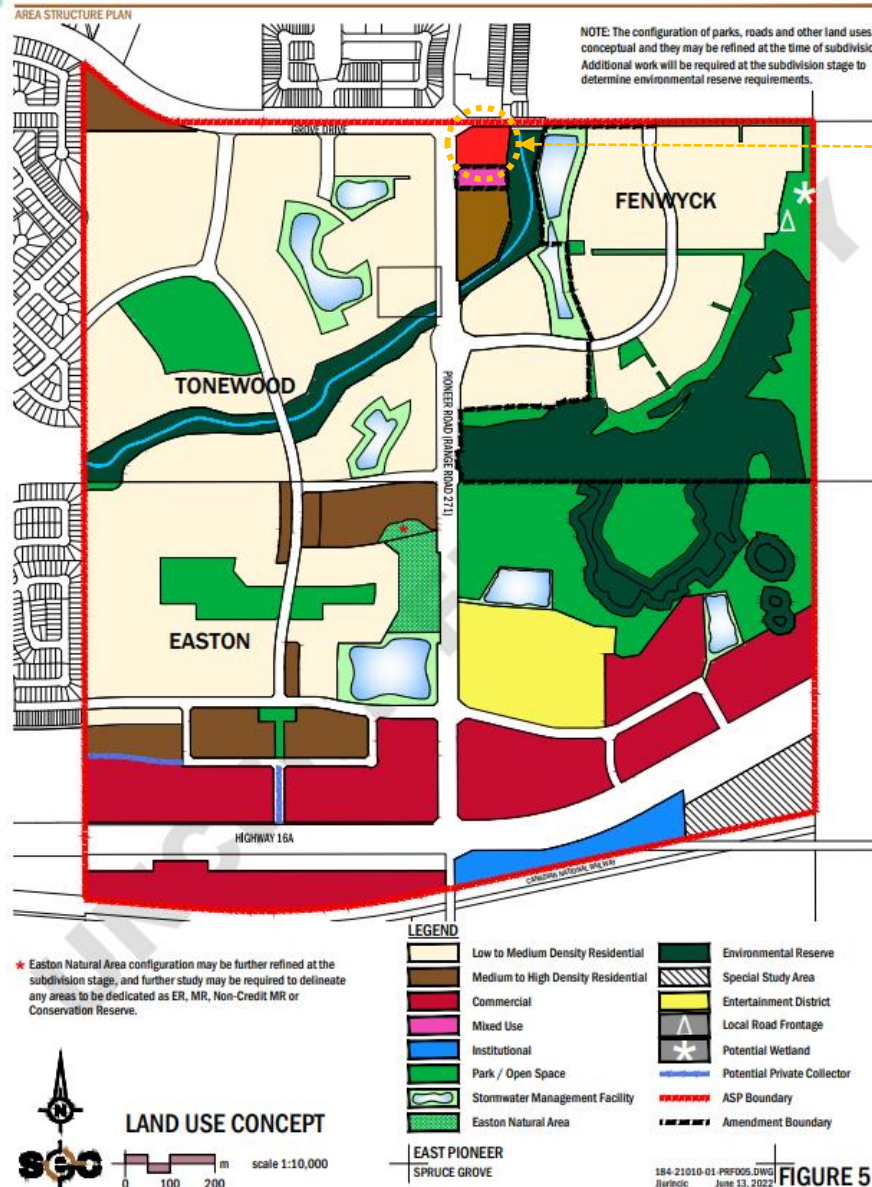 AREA STRUCTURE PLAN
NOTE: The configuration of parks, roads and other land uses
conceptual and they may be refined at the time of subdivisio
Additional work will be required at the subdivision stage to
determine environmental reserve requirements.
GROVE DRIVE
FENWYCK
TONEWOOD
PIONEER ROAD (RANGE ROAD 271)
EASTON
HIGHWAY 16A
CANADIAN NATIONAL RAILWAY
* Easton Natural Area configuration may be further refined at the
subdivision stage, and further study may be required to delineate
any areas to be dedicated as ER, MR, Non-Credit MR or
Conservation Reserve.
LEGEND
Low to Medium Density Residential
Medium to High Density Residential
Commercial
Mixed Use
Institutional
Park / Open Space
Stormwater Management Facility
Easton Natural Area
Environmental Reserve
Special Study Area
Entertainment District
Local Road Frontage
Potential Wetland
Potential Private Collector
ASP Boundary
Amendment Boundary
N
LAND USE CONCEPT
0 100 200 m scale 1:10,000
EAST PIONEER
SPRUCE GROVE
184-21010-01-PRF005.DWG
June 13, 2022
FIGURE 5